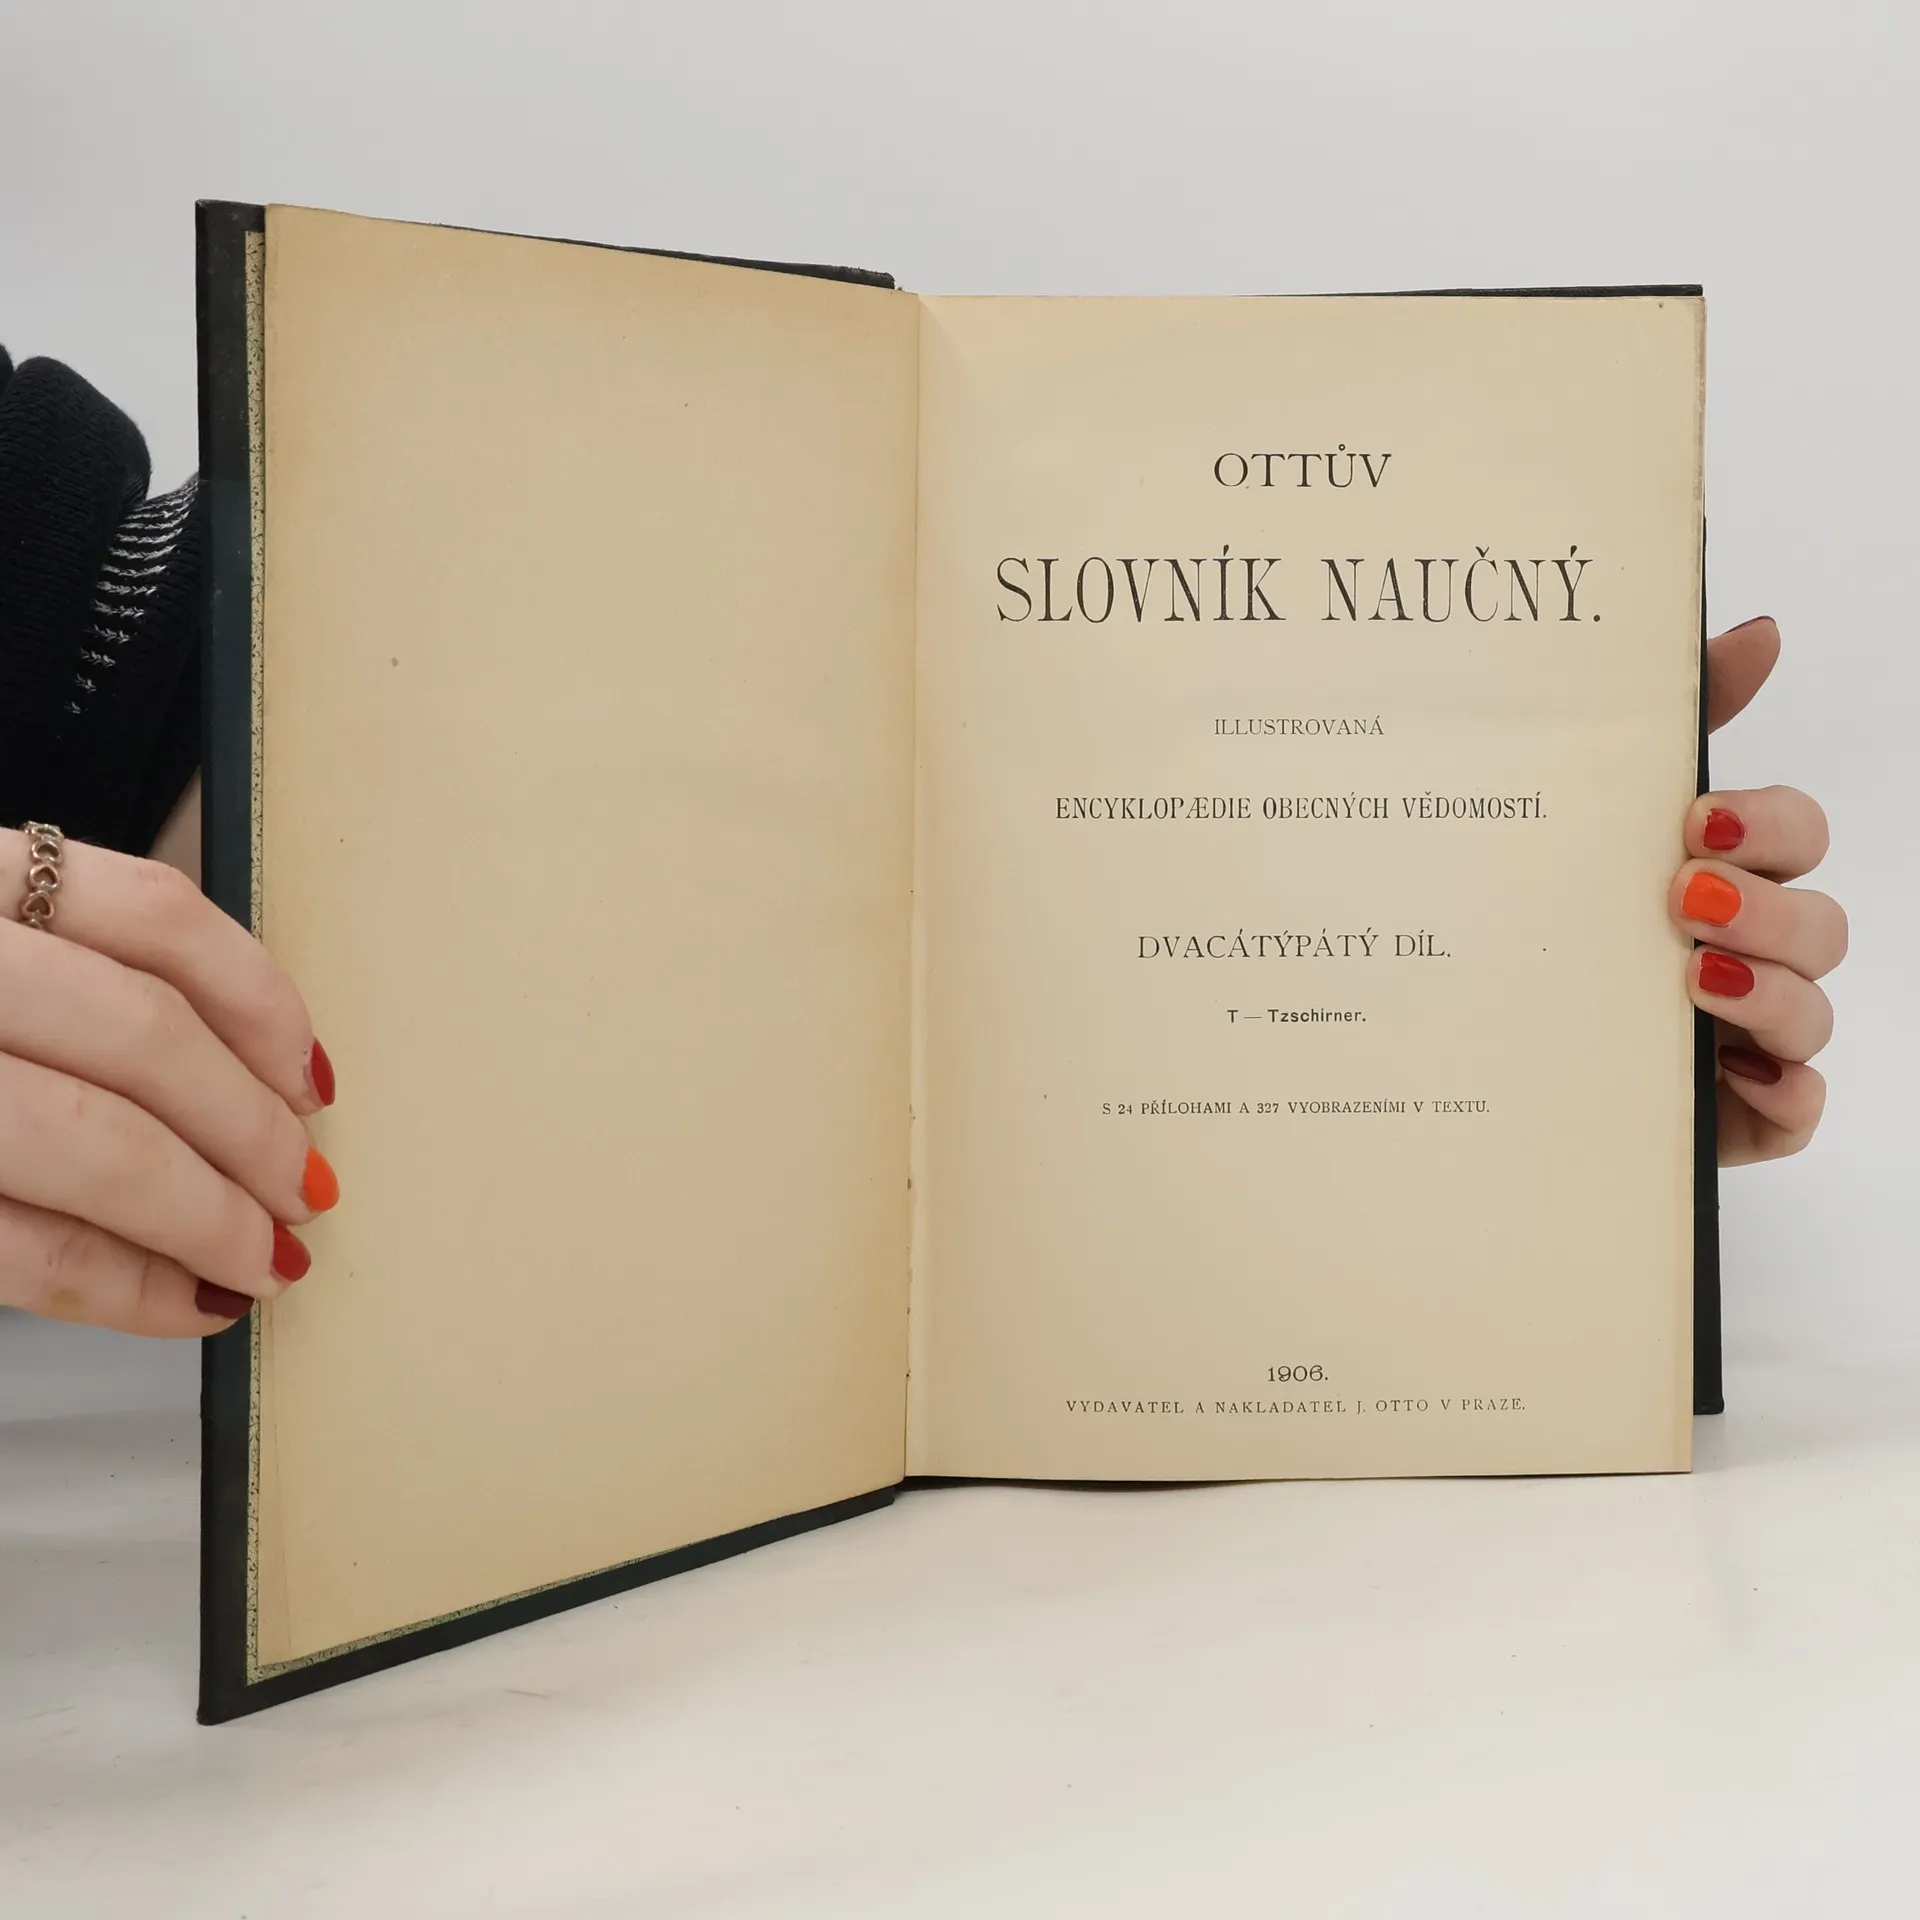 OTTŮV
SLOVNÍK NAUČNÝ.
ILLUSTROVANÁ
ENCYKLOPÆDIE OBECNÝCH VĚDOMOSTÍ.
DVACÁTÝPÁTÝ DÍL.
T — Tzschirner.
S 24 PŘÍLOHAMI A 327 VYOBRAZENÍMI V TEXTU.
1906.
VYDAVATEL A NAKLADATEL J. OTTO V PRAZE.